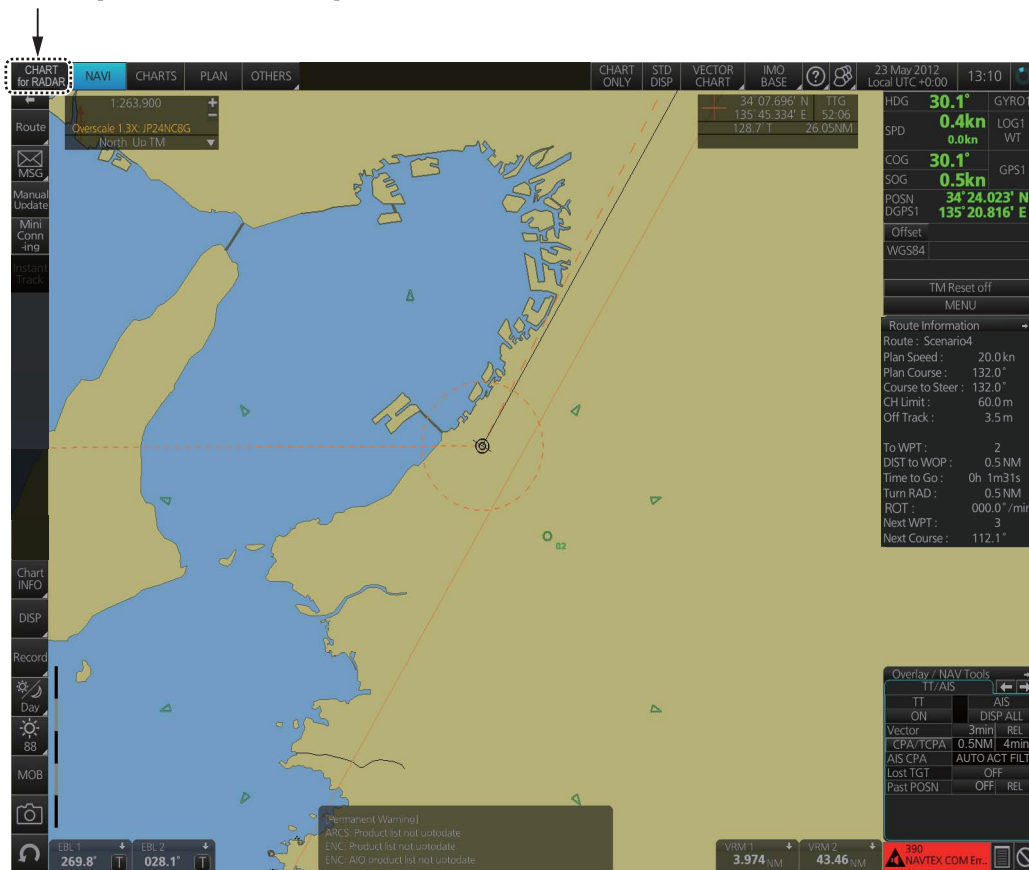 CHART for RADAR
NAVI
CHARTS
PLAN
OTHERS
CHART ONLY
STD DISP
VECTOR CHART
IMO BASE
?
23 May 2012
Local UTC +0:00
13:10
Route
MSG
Manual Update
Mini Conn -ing
Instant Track
Chart INFO
DISP
Record
Day
88
MOB
1:263,900 + −
Overscale 1.3X: JP24NC8G
North Up TM
34 07.696' N TTG
135 45.334' E 52:06
128.7°T 26.05NM
02
HDG 30.1° GYRO1
SPD 0.4kn LOG1
0.0kn WT
COG 30.1°
GPS1
SOG 0.5kn
POSN 34°24.023' N
DGPS1 135°20.816' E
Offset
WGS84
TM Reset off
MENU
Route Information
Route : Scenario4
Plan Speed : 20.0 kn
Plan Course : 132.0°
Course to Steer : 132.0°
CH Limit : 60.0 m
Off Track : 3.5 m
To WPT : 2
DIST to WOP : 0.5 NM
Time to Go : 0h 1m31s
Turn RAD : 0.5 NM
ROT : 000.0°/min
Next WPT : 3
Next Course : 112.1°
Overlay / NAV Tools
TT/AIS
TT AIS
ON DISP ALL
Vector 3min REL
CPA/TCPA 0.5NM 4min
AIS CPA AUTO ACT FILT
Lost TGT OFF
Past POSN OFF REL
[Permanent Warning]
ARCS: Product list not uptodate
ENC: Product list not uptodate
ENC: AIO product list not uptodate
EBL 1 269.8° T
EBL 2 028.1° T
VRM 1 3.974 NM
VRM 2 43.46 NM
390
NAVTEX COM Err..